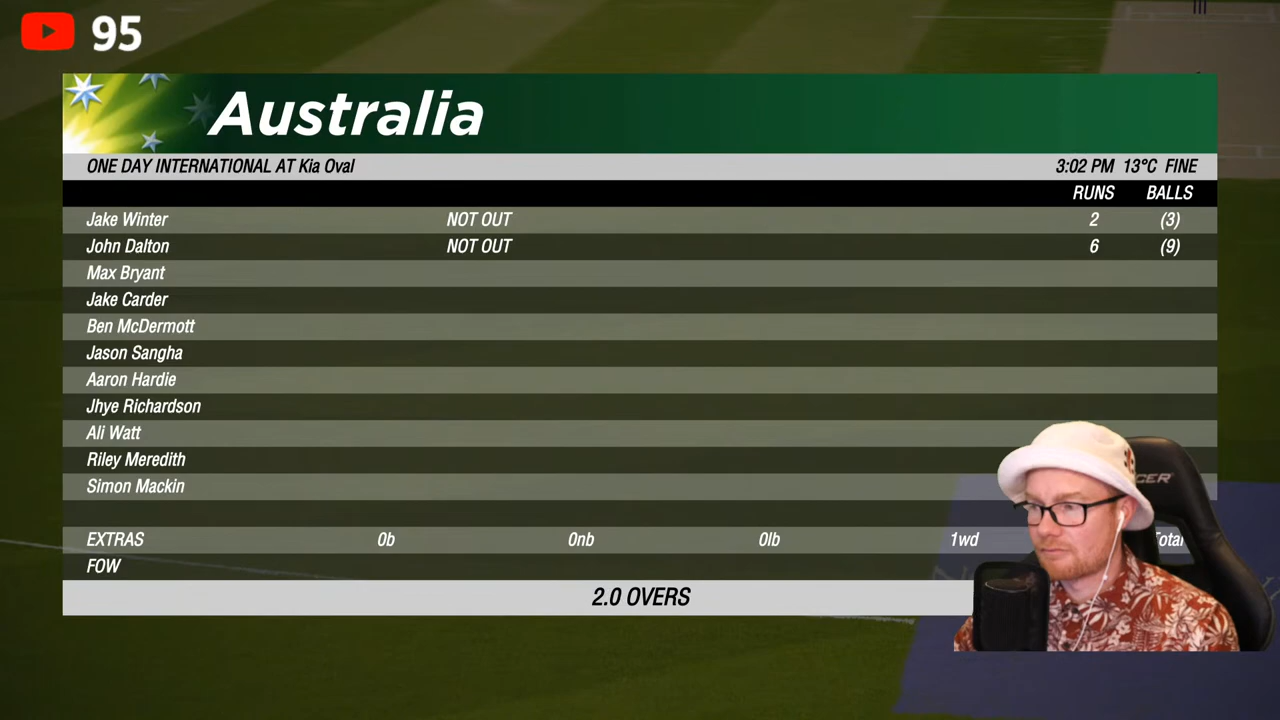 95
Australia
ONE DAY INTERNATIONAL AT Kia Oval 3:02 PM 13°C FINE
RUNS BALLS
Jake Winter NOT OUT 2 (3)
John Dalton NOT OUT 6 (9)
Max Bryant
Jake Carder
Ben McDermott
Jason Sangha
Aaron Hardie
Jhye Richardson
Ali Watt
Riley Meredith
Simon Mackin
EXTRAS 0b 0nb 0lb 1wd Total
FOW
2.0 OVERS